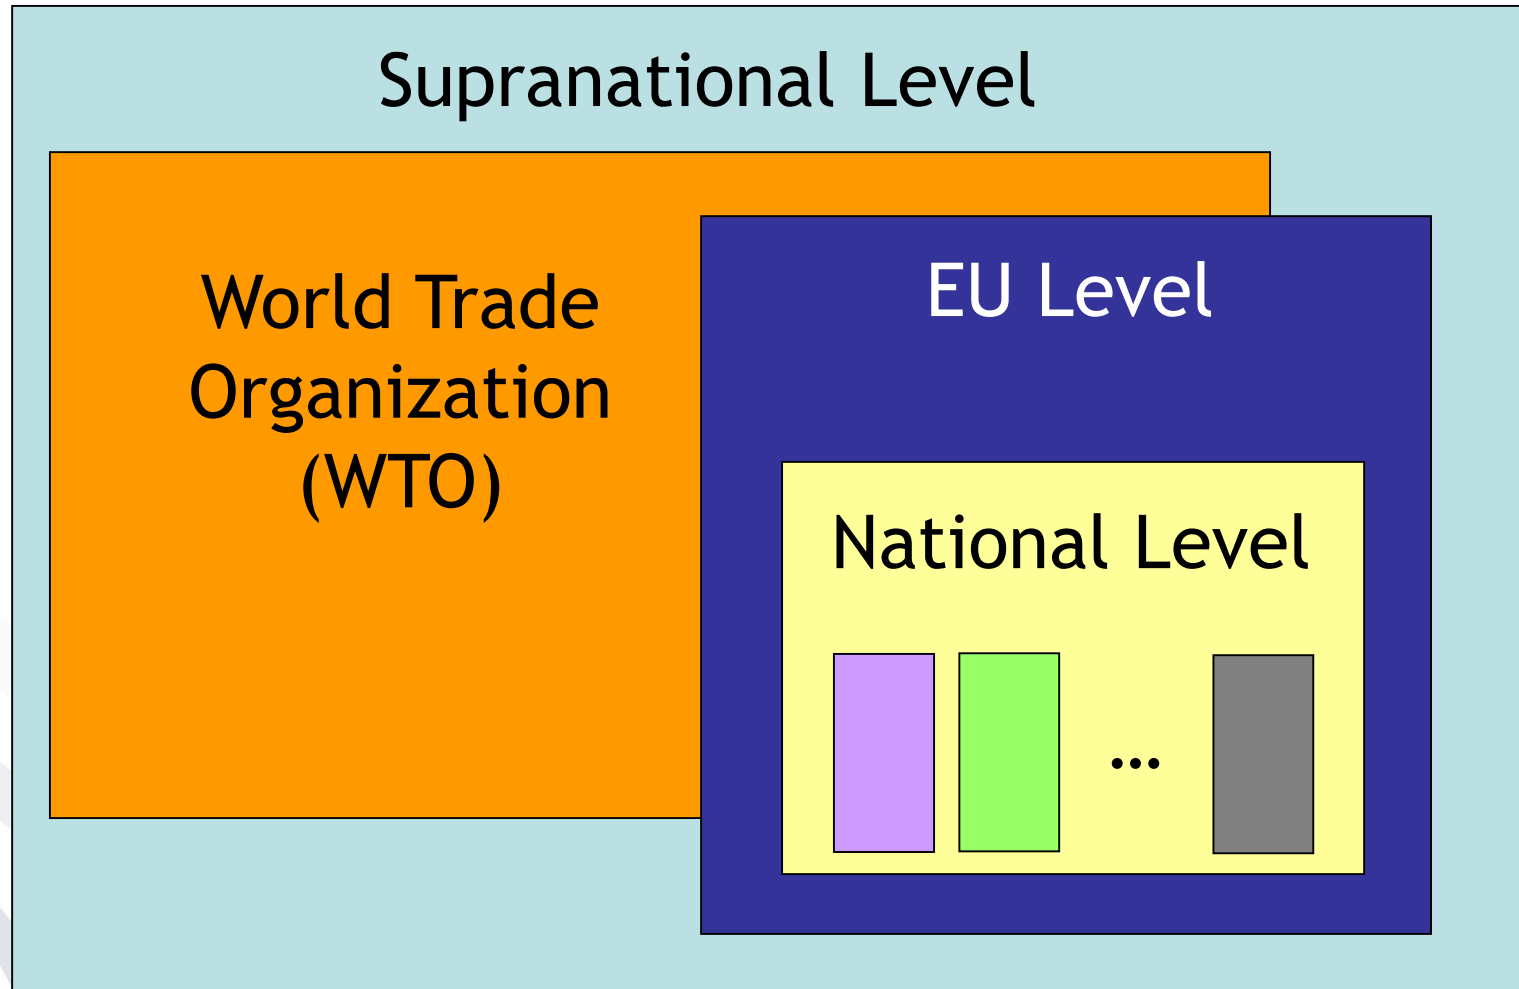 Supranational Level
World Trade
Organization
(WTO)
EU Level
National Level
…